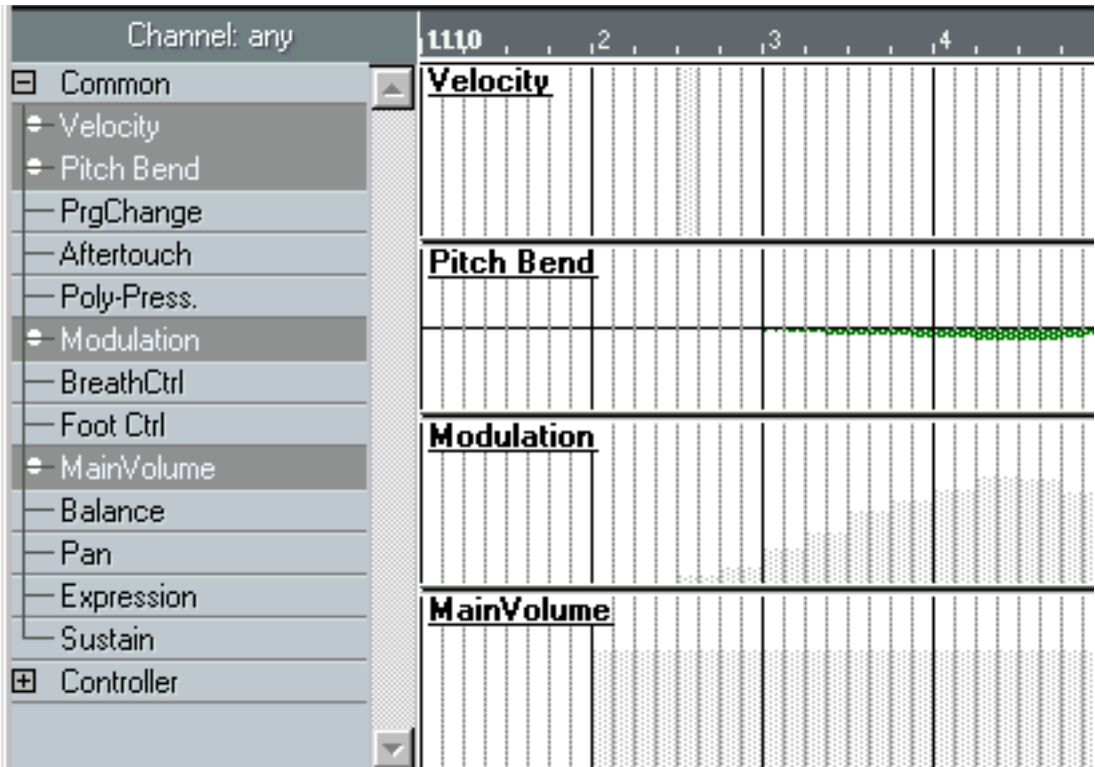 Channel: any
1.1.1,0 2 3 4
Common
Velocity
Pitch Bend
PrgChange
Aftertouch
Poly-Press.
Modulation
BreathCtrl
Foot Ctrl
MainVolume
Balance
Pan
Expression
Sustain
Controller
Velocity
Pitch Bend
Modulation
MainVolume